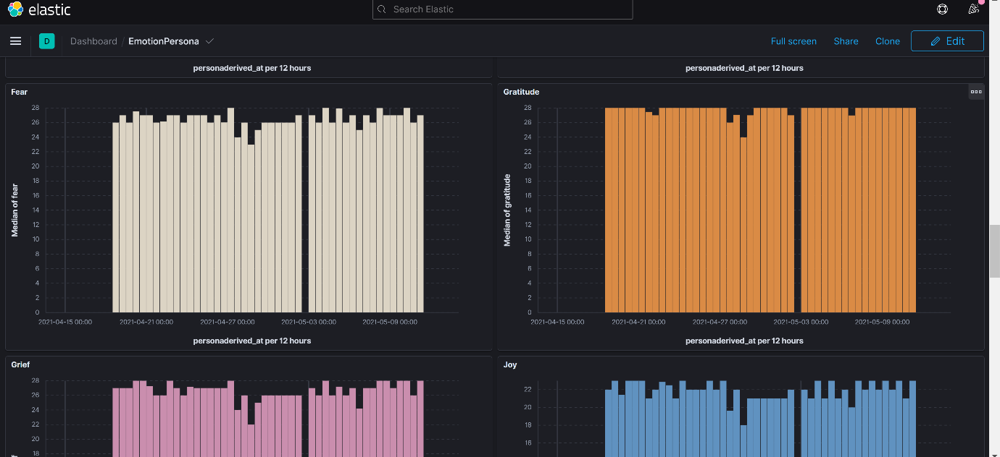 elastic
Search Elastic
D
Dashboard / EmotionPersona
Full screen
Share
Clone
Edit
personaderived_at per 12 hours
personaderived_at per 12 hours
Fear
28
26
24
22
20
18
16
14
12
10
8
6
4
2
0
Median of fear
2021-04-15 00:00
2021-04-21 00:00
2021-04-27 00:00
2021-05-03 00:00
2021-05-09 00:00
personaderived_at per 12 hours
Gratitude
28
26
24
22
20
18
16
14
12
10
8
6
4
2
0
Median of gratitude
2021-04-15 00:00
2021-04-21 00:00
2021-04-27 00:00
2021-05-03 00:00
2021-05-09 00:00
personaderived_at per 12 hours
Grief
28
26
24
22
20
18
Joy
22
20
18
16